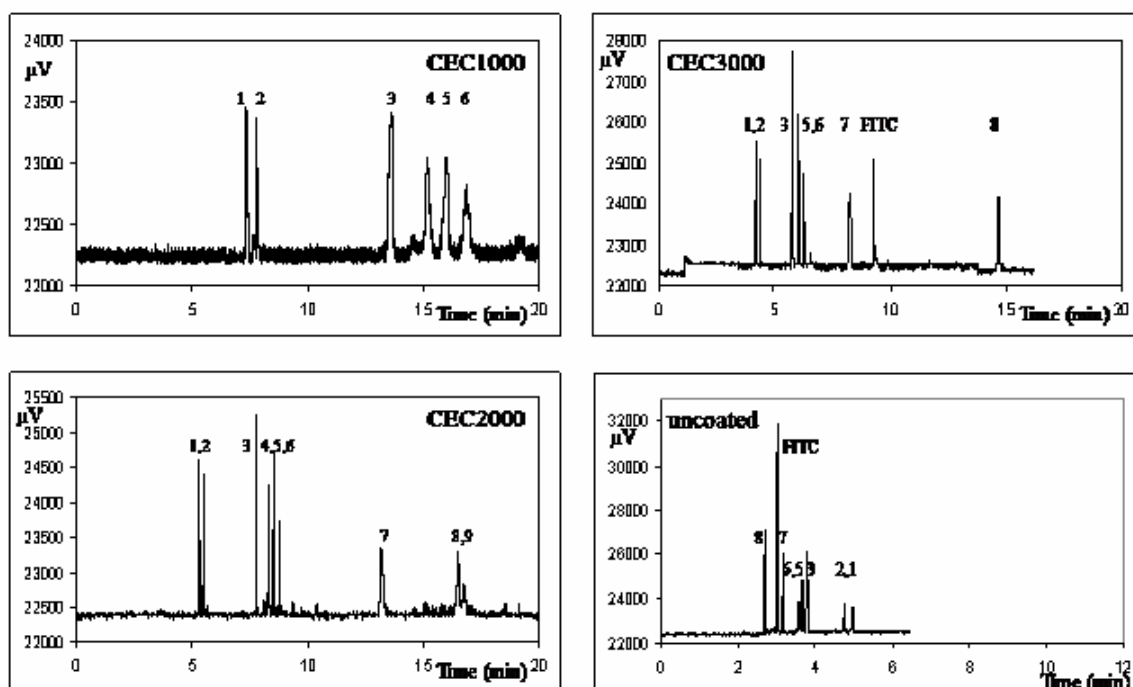 24000
µV
CEC1000
23500
1 2 3 4 5 6
23000
22500
22000
0 5 10 15 20
Time (min)
28000
µV
CEC3000
27000
26000
1,2 3 5,6 7 FITC 8
25000
24000
23000
22000
0 5 10 15 20
Time (min)
25500
µV
CEC2000
25000
24500
1,2 3 4,5,6
24000
23500
7 8,9
23000
22500
22000
0 5 10 15 20
Time (min)
32000
µV
uncoated
30000
FITC
28000
8 7
26000
6,5 3 2,1
24000
22000
0 2 4 6 8 10 12
Time (min)